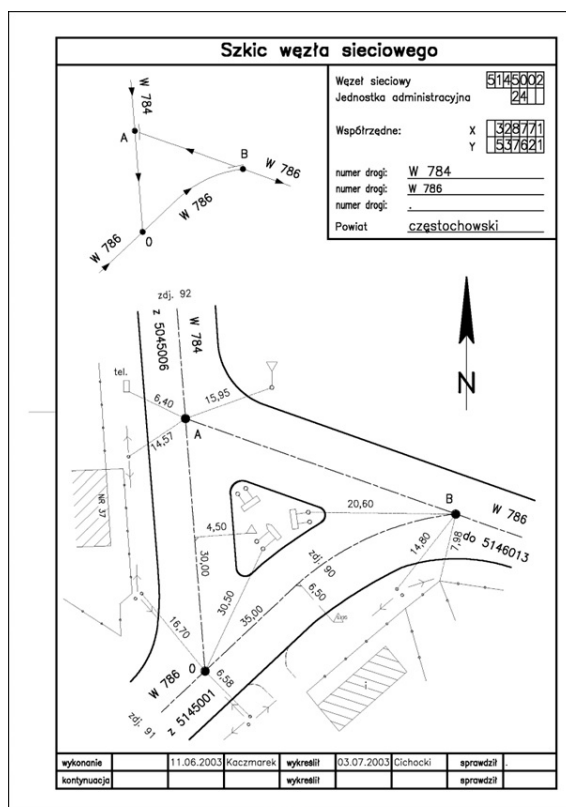 Szkic węzła sieciowego
Węzeł sieciowy 5145002
Jednostka administracyjna 24
Współrzędne: X 328771
Y 537621
numer drogi: W 784
numer drogi: W 786
numer drogi: .
Powiat częstochowski
W 784
A
B
W 786
W 786
W 786
0
zdj. 92
z 5045006
W 784
tel.
6,40
15,95
14,57
A
N
NR 37
4,50
20,60
B
W 786
do 5146013
14,80
7,98
30,00
zdj. 90
6,50
30,50
35,00
16,70
0
6,58
W 786
z 5145001
zdj. 91
i
wykonanie 11.06.2003 Kaczmarek wykreślił 03.07.2003 Cichocki sprawdził .
kontynuacja wykreślił sprawdził